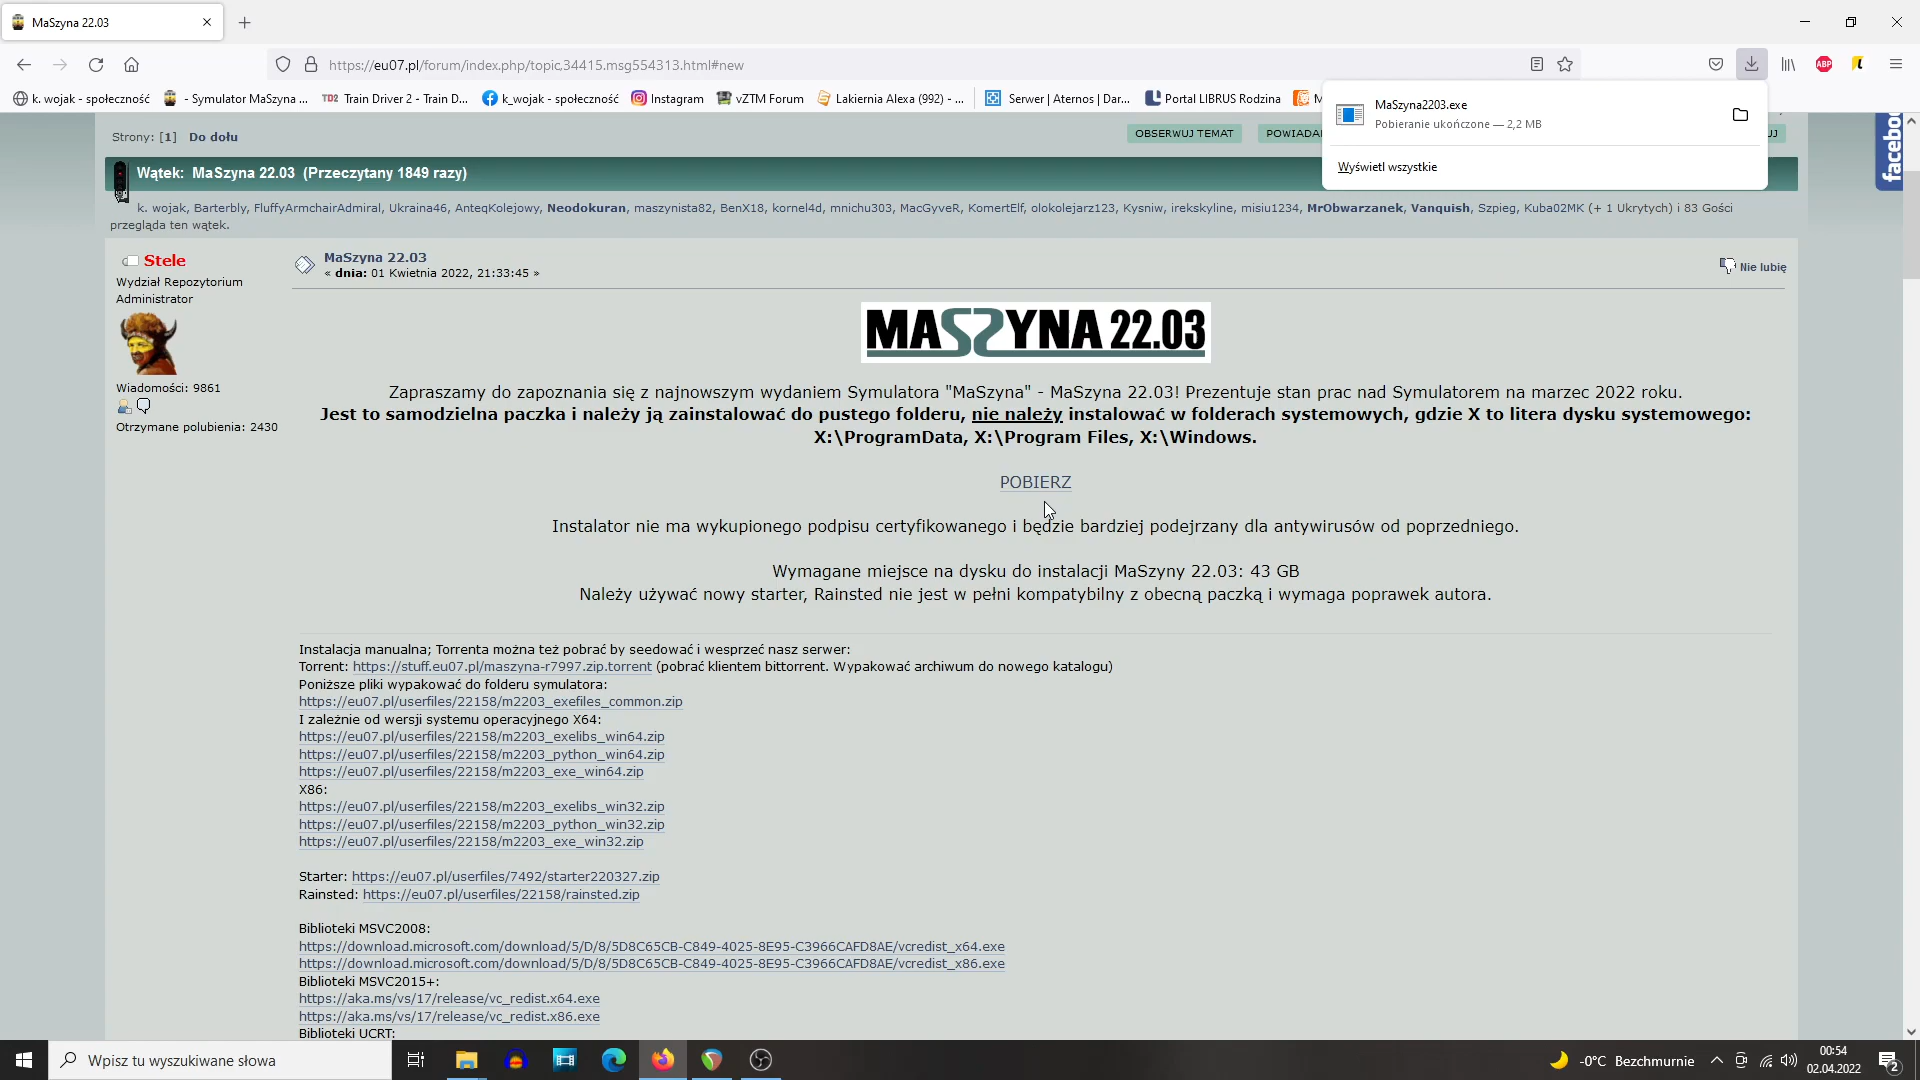 MaSzyna 22.03
https://eu07.pl/forum/index.php/topic,34415.msg554313.html#new
k. wojak - społeczność
- Symulator MaSzyna ...
TD2 Train Driver 2 - Train D...
k_wojak - społeczność
Instagram
vZTM Forum
Lakiernia Alexa (992) - ...
Serwer | Aternos | Dar...
Portal LIBRUS Rodzina
ABP
MaSzyna2203.exe
Pobieranie ukończone — 2,2 MB
Wyświetl wszystkie
Strony: [1] Do dołu
OBSERWUJ TEMAT
Wątek: MaSzyna 22.03 (Przeczytany 1849 razy)
k. wojak, Barterbly, FluffyArmchairAdmiral, Ukraina46, AnteqKolejowy, Neodokuran, maszynista82, BenX18, kornel4d, mnichu303, MacGyveR, KomertElf, olokolejarz123, Kysniw, irekskyline, misiu1234, MrObwarzanek, Vanquish, Szpieg, Kuba02MK (+ 1 Ukrytych) i 83 Gości
przegląda ten wątek.
Stele
Wydział Repozytorium
Administrator
Wiadomości: 9861
Otrzymane polubienia: 2430
MaSzyna 22.03
« dnia: 01 Kwietnia 2022, 21:33:45 »
Nie lubię
MASZYNA 22.03
Zapraszamy do zapoznania się z najnowszym wydaniem Symulatora "MaSzyna" - MaSzyna 22.03! Prezentuje stan prac nad Symulatorem na marzec 2022 roku.
Jest to samodzielna paczka i należy ją zainstalować do pustego folderu, nie należy instalować w folderach systemowych, gdzie X to litera dysku systemowego:
X:\ProgramData, X:\Program Files, X:\Windows.
POBIERZ
Instalator nie ma wykupionego podpisu certyfikowanego i będzie bardziej podejrzany dla antywirusów od poprzedniego.
Wymagane miejsce na dysku do instalacji MaSzyny 22.03: 43 GB
Należy używać nowy starter, Rainsted nie jest w pełni kompatybilny z obecną paczką i wymaga poprawek autora.
Instalacja manualna; Torrenta można też pobrać by seedować i wesprzeć nasz serwer:
Torrent: https://stuff.eu07.pl/maszyna-r7997.zip.torrent (pobrać klientem bittorrent. Wypakować archiwum do nowego katalogu)
Poniższe pliki wypakować do folderu symulatora:
https://eu07.pl/userfiles/22158/m2203_exefiles_common.zip
I zależnie od wersji systemu operacyjnego X64:
https://eu07.pl/userfiles/22158/m2203_exelibs_win64.zip
https://eu07.pl/userfiles/22158/m2203_python_win64.zip
https://eu07.pl/userfiles/22158/m2203_exe_win64.zip
X86:
https://eu07.pl/userfiles/22158/m2203_exelibs_win32.zip
https://eu07.pl/userfiles/22158/m2203_python_win32.zip
https://eu07.pl/userfiles/22158/m2203_exe_win32.zip
Starter: https://eu07.pl/userfiles/7492/starter220327.zip
Rainsted: https://eu07.pl/userfiles/22158/rainsted.zip
Biblioteki MSVC2008:
https://download.microsoft.com/download/5/D/8/5D8C65CB-C849-4025-8E95-C3966CAFD8AE/vcredist_x64.exe
https://download.microsoft.com/download/5/D/8/5D8C65CB-C849-4025-8E95-C3966CAFD8AE/vcredist_x86.exe
Biblioteki MSVC2015+:
https://aka.ms/vs/17/release/vc_redist.x64.exe
https://aka.ms/vs/17/release/vc_redist.x86.exe
Biblioteki UCRT:
Wpisz tu wyszukiwane słowa
-0°C Bezchmurnie
00:54
02.04.2022
2